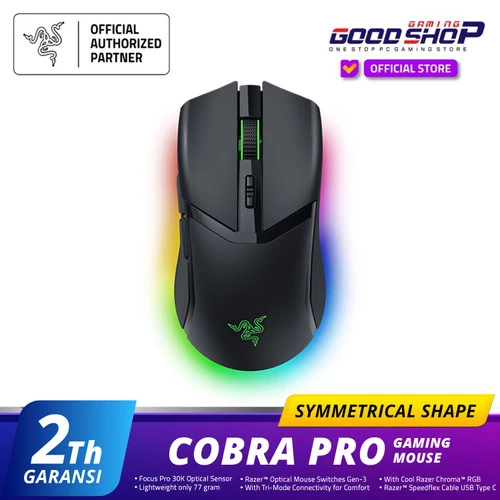 OFFICIAL
AUTHORIZED
PARTNER
GAMING
GOODSHOP
ONE STOP PC GAMING STORE
OFFICIAL STORE
SYMMETRICAL SHAPE
2Th
GARANSI
COBRA PRO GAMING MOUSE
• Focus Pro 30K Optical Sensor • Razer™ Optical Mouse Switches Gen-3 • With Cool Razer Chroma™ RGB
• Lightweight only 77 gram • With Tri-Mode Connectivity for Comfort • Razer™ Speedflex Cable USB Type C